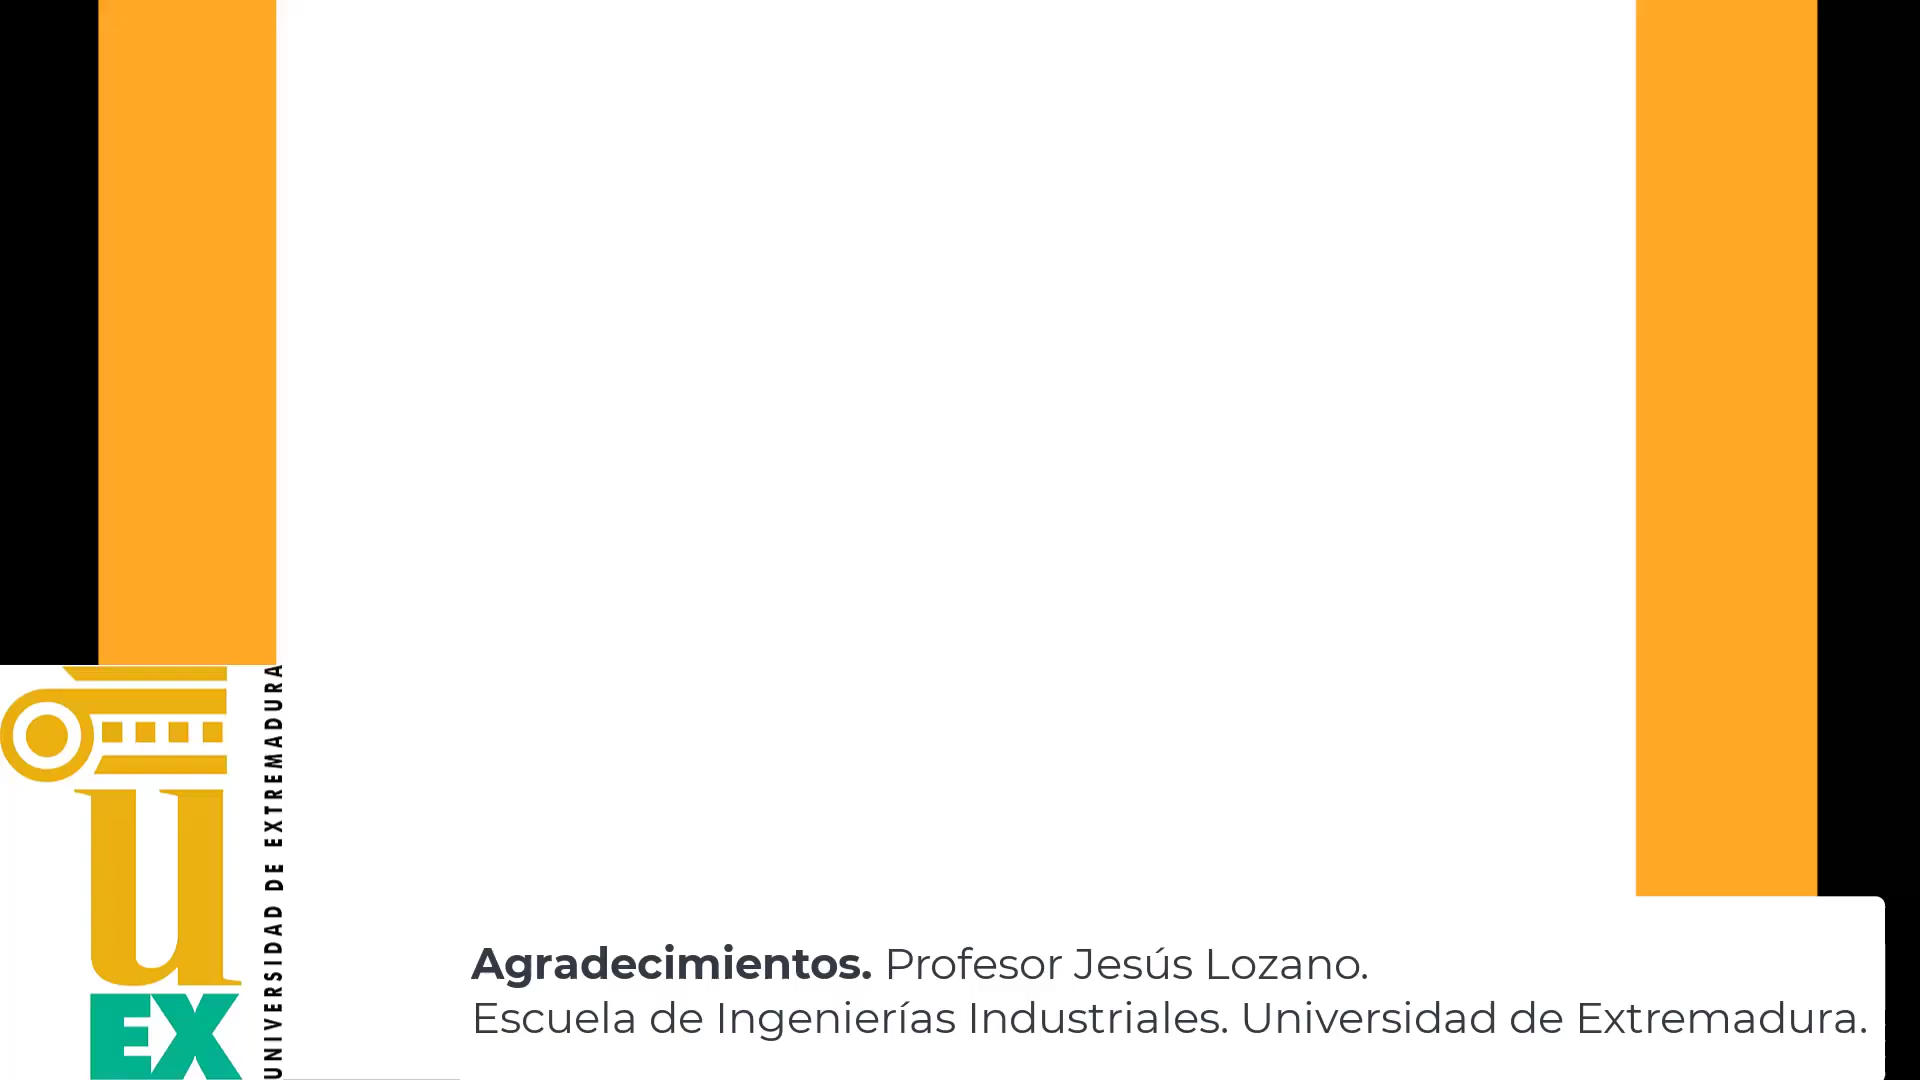 UNIVERSIDAD DE EXTREMADURA
u
EX
Agradecimientos. Profesor Jesús Lozano.
Escuela de Ingenierías Industriales. Universidad de Extremadura.